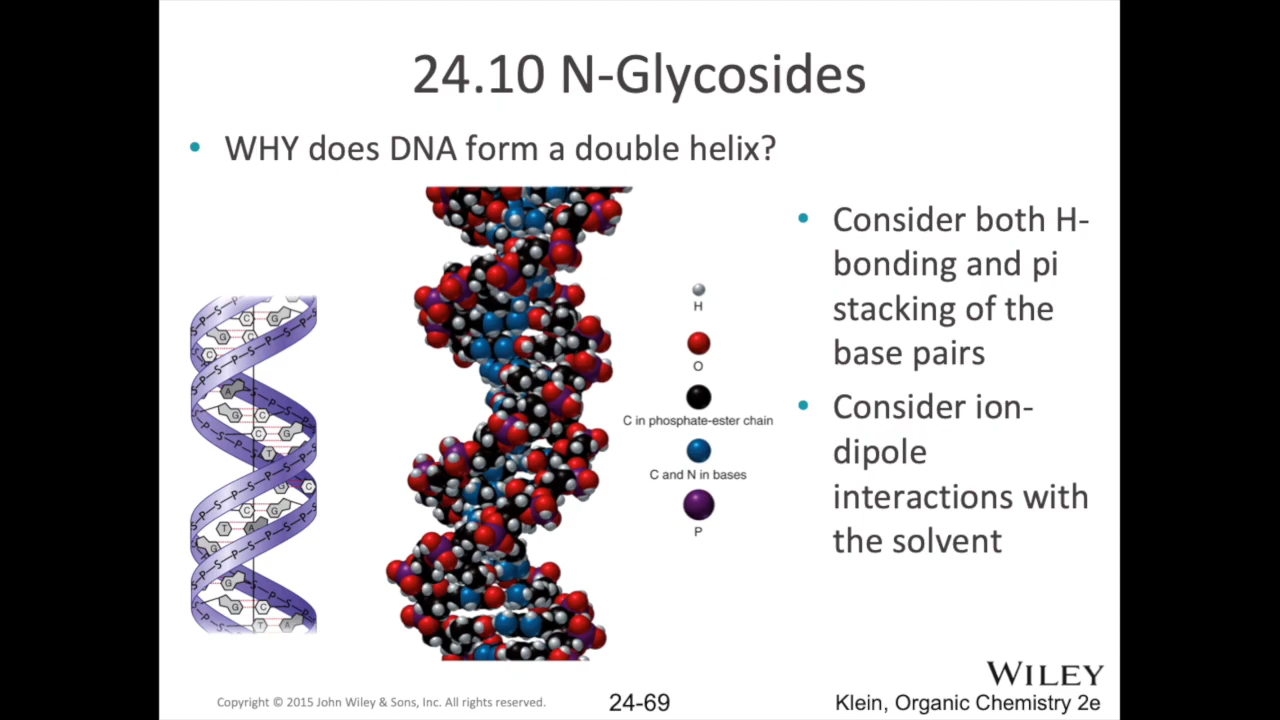 24.10 N-Glycosides
• WHY does DNA form a double helix?
• Consider both H-
bonding and pi
stacking of the
base pairs
• Consider ion-
dipole
interactions with
the solvent
H
O
C in phosphate-ester chain
C and N in bases
P
WILEY
Copyright © 2015 John Wiley & Sons, Inc. All rights reserved.
24-69
Klein, Organic Chemistry 2e